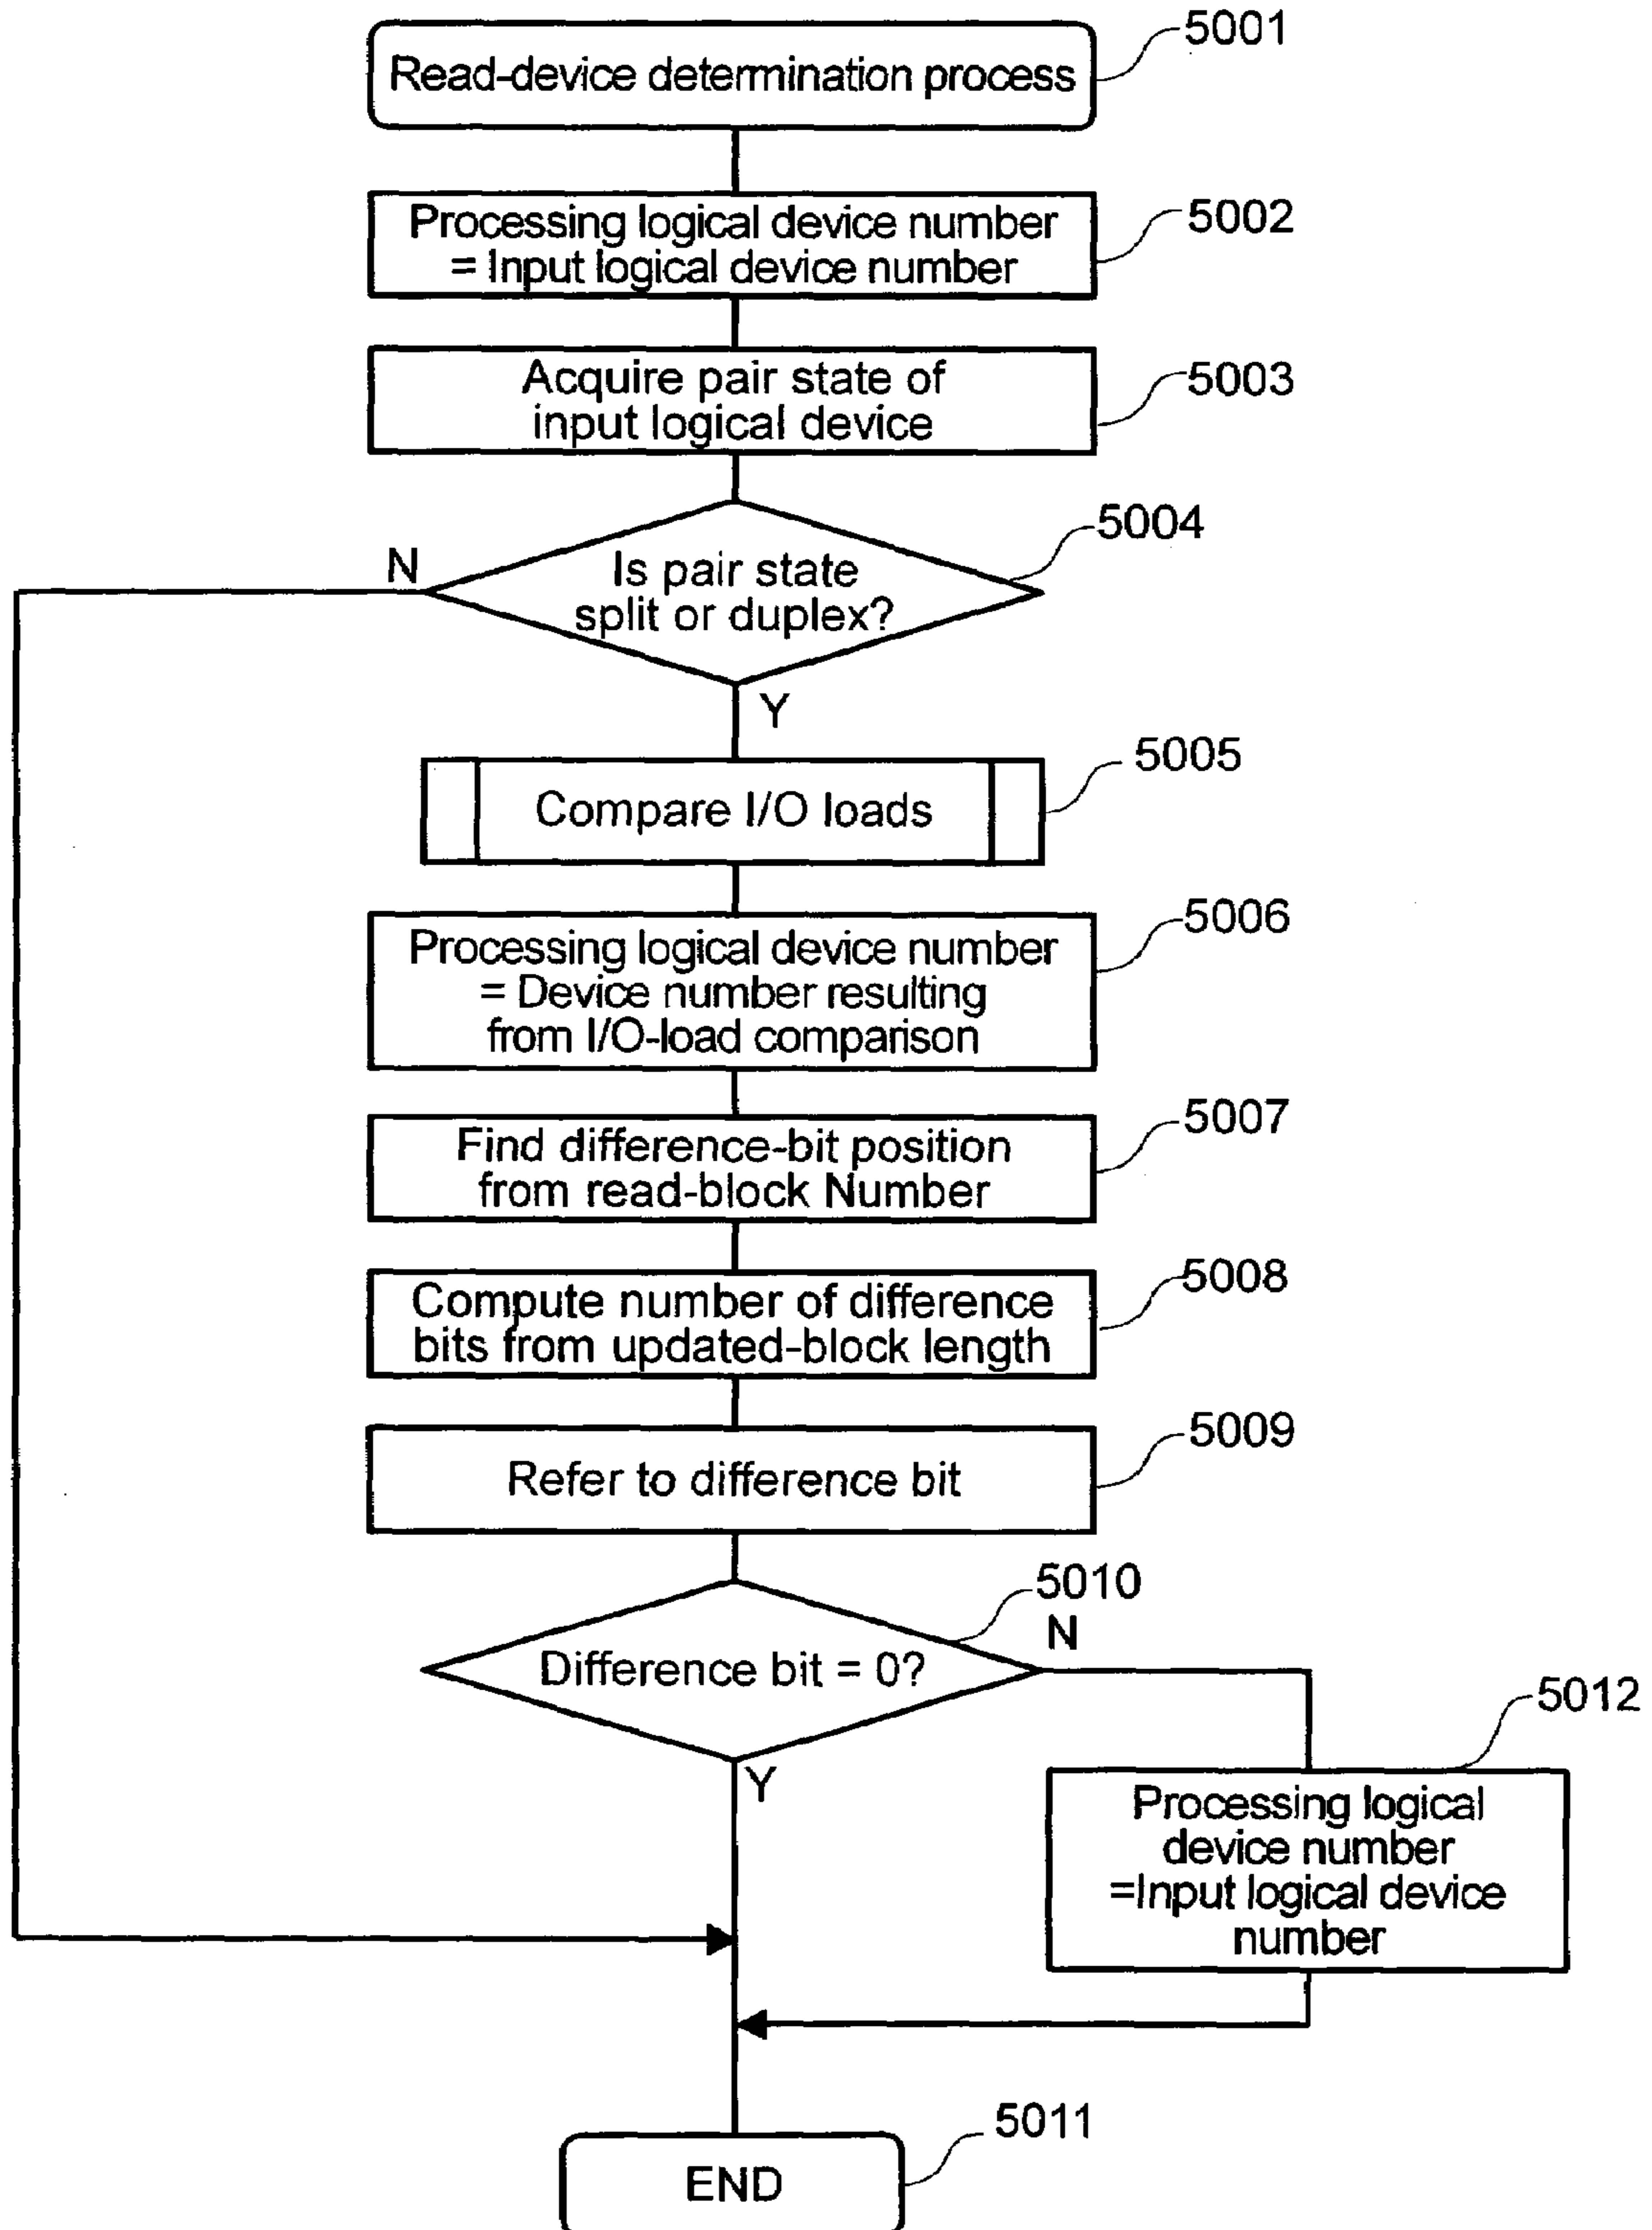 5001
Read-device determination process
Processing logical device number
= Input logical device number
5002
Acquire pair state of
input logical device
5003
5004
N
Is pair state
split or duplex?
Y
5005
Compare I/O loads
5006
Processing logical device number
= Device number resulting
from I/O-load comparison
5007
Find difference-bit position
from read-block Number
5008
Compute number of difference
bits from updated-block length
5009
Refer to difference bit
5010
N
Difference bit = 0?
5012
Y
Processing logical
device number
=Input logical device
number
5011
END